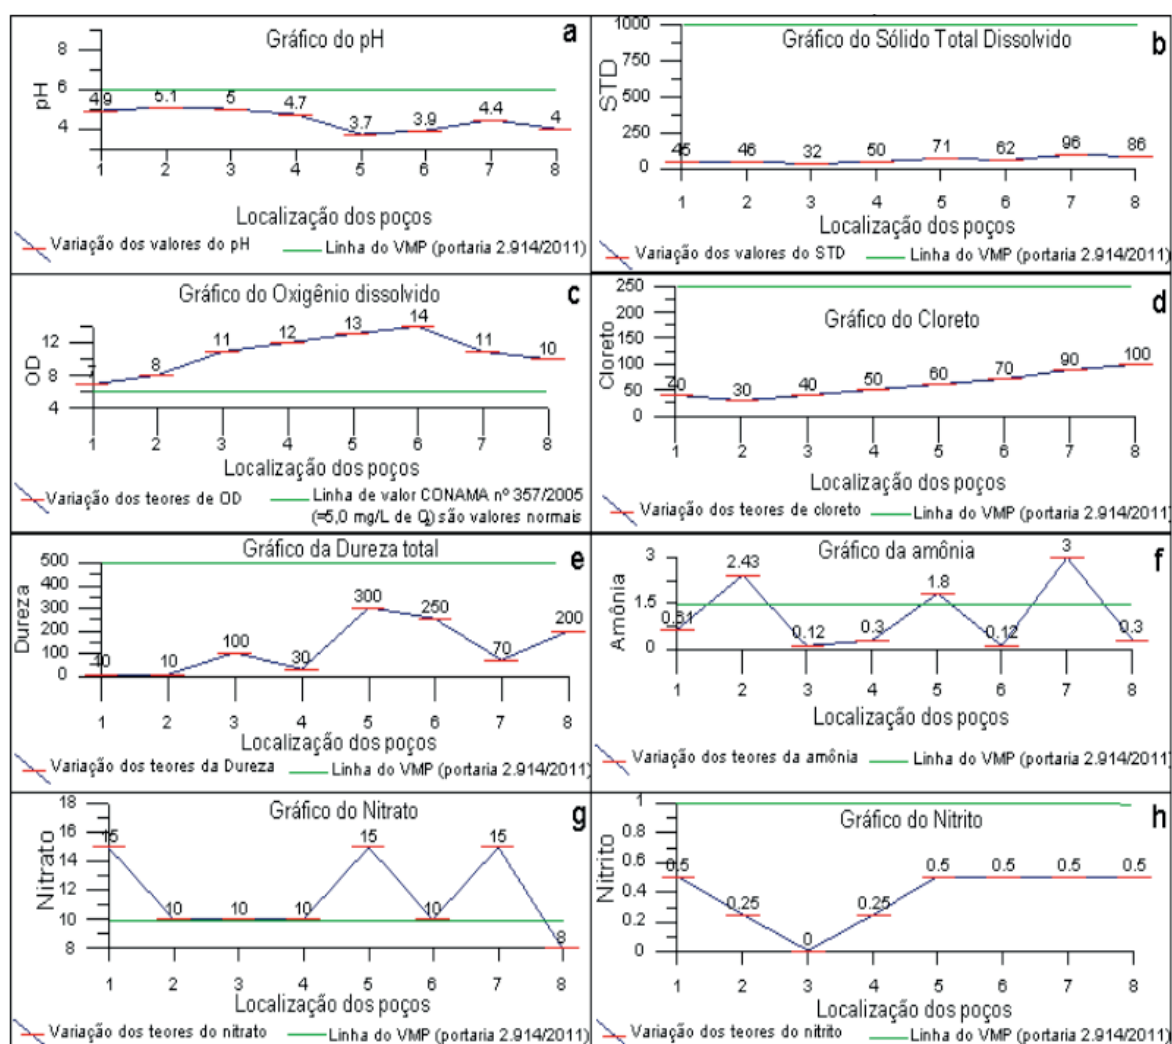 Gráfico do pH
a
8
6
4
pH
4.9
5.1
5
4.7
3.7
3.9
4.4
4
1 2 3 4 5 6 7 8
Localização dos poços
Variação dos valores do pH
Linha do VMP (portaria 2.914/2011)
Gráfico do Sólido Total Dissolvido
b
1000
750
500
250
0
STD
45
46
32
50
71
62
96
86
1 2 3 4 5 6 7 8
Localização dos poços
Variação dos valores do STD
Linha do VMP (portaria 2.914/2011)
Gráfico do Oxigênio dissolvido
c
12
8
4
OD
8
11
12
13
14
11
10
1 2 3 4 5 6 7 8
Localização dos poços
Variação dos teores de OD
Linha de valor CONAMA nº 357/2005
(=5,0 mg/L de O₂) são valores normais
Gráfico do Cloreto
d
250
200
150
100
50
0
Cloreto
40
30
40
50
60
70
90
100
1 2 3 4 5 6 7 8
Localização dos poços
Variação dos teores de cloreto
Linha do VMP (portaria 2.914/2011)
Gráfico da Dureza total
e
500
400
300
200
100
0
Dureza
10
10
100
30
300
250
70
200
1 2 3 4 5 6 7 8
Localização dos poços
Variação dos teores da Dureza
Linha do VMP (portaria 2.914/2011)
Gráfico da amônia
f
3
1.5
0
Amônia
2.43
0.12
0.3
1.8
0.12
3
0.3
1 2 3 4 5 6 7 8
Localização dos poços
Variação dos teores da amônia
Linha do VMP (portaria 2.914/2011)
Gráfico do Nitrato
g
18
16
14
12
10
8
Nitrato
15
10
10
10
15
10
15
8
1 2 3 4 5 6 7 8
Localização dos poços
Variação dos teores do nitrato
Linha do VMP (portaria 2.914/2011)
Gráfico do Nitrito
h
1
0.8
0.6
0.4
0.2
0
Nitrito
0.5
0.25
0
0.25
0.5
0.5
0.5
0.5
1 2 3 4 5 6 7 8
Localização dos poços
Variação dos teores do nitrito
Linha do VMP (portaria 2.914/2011)